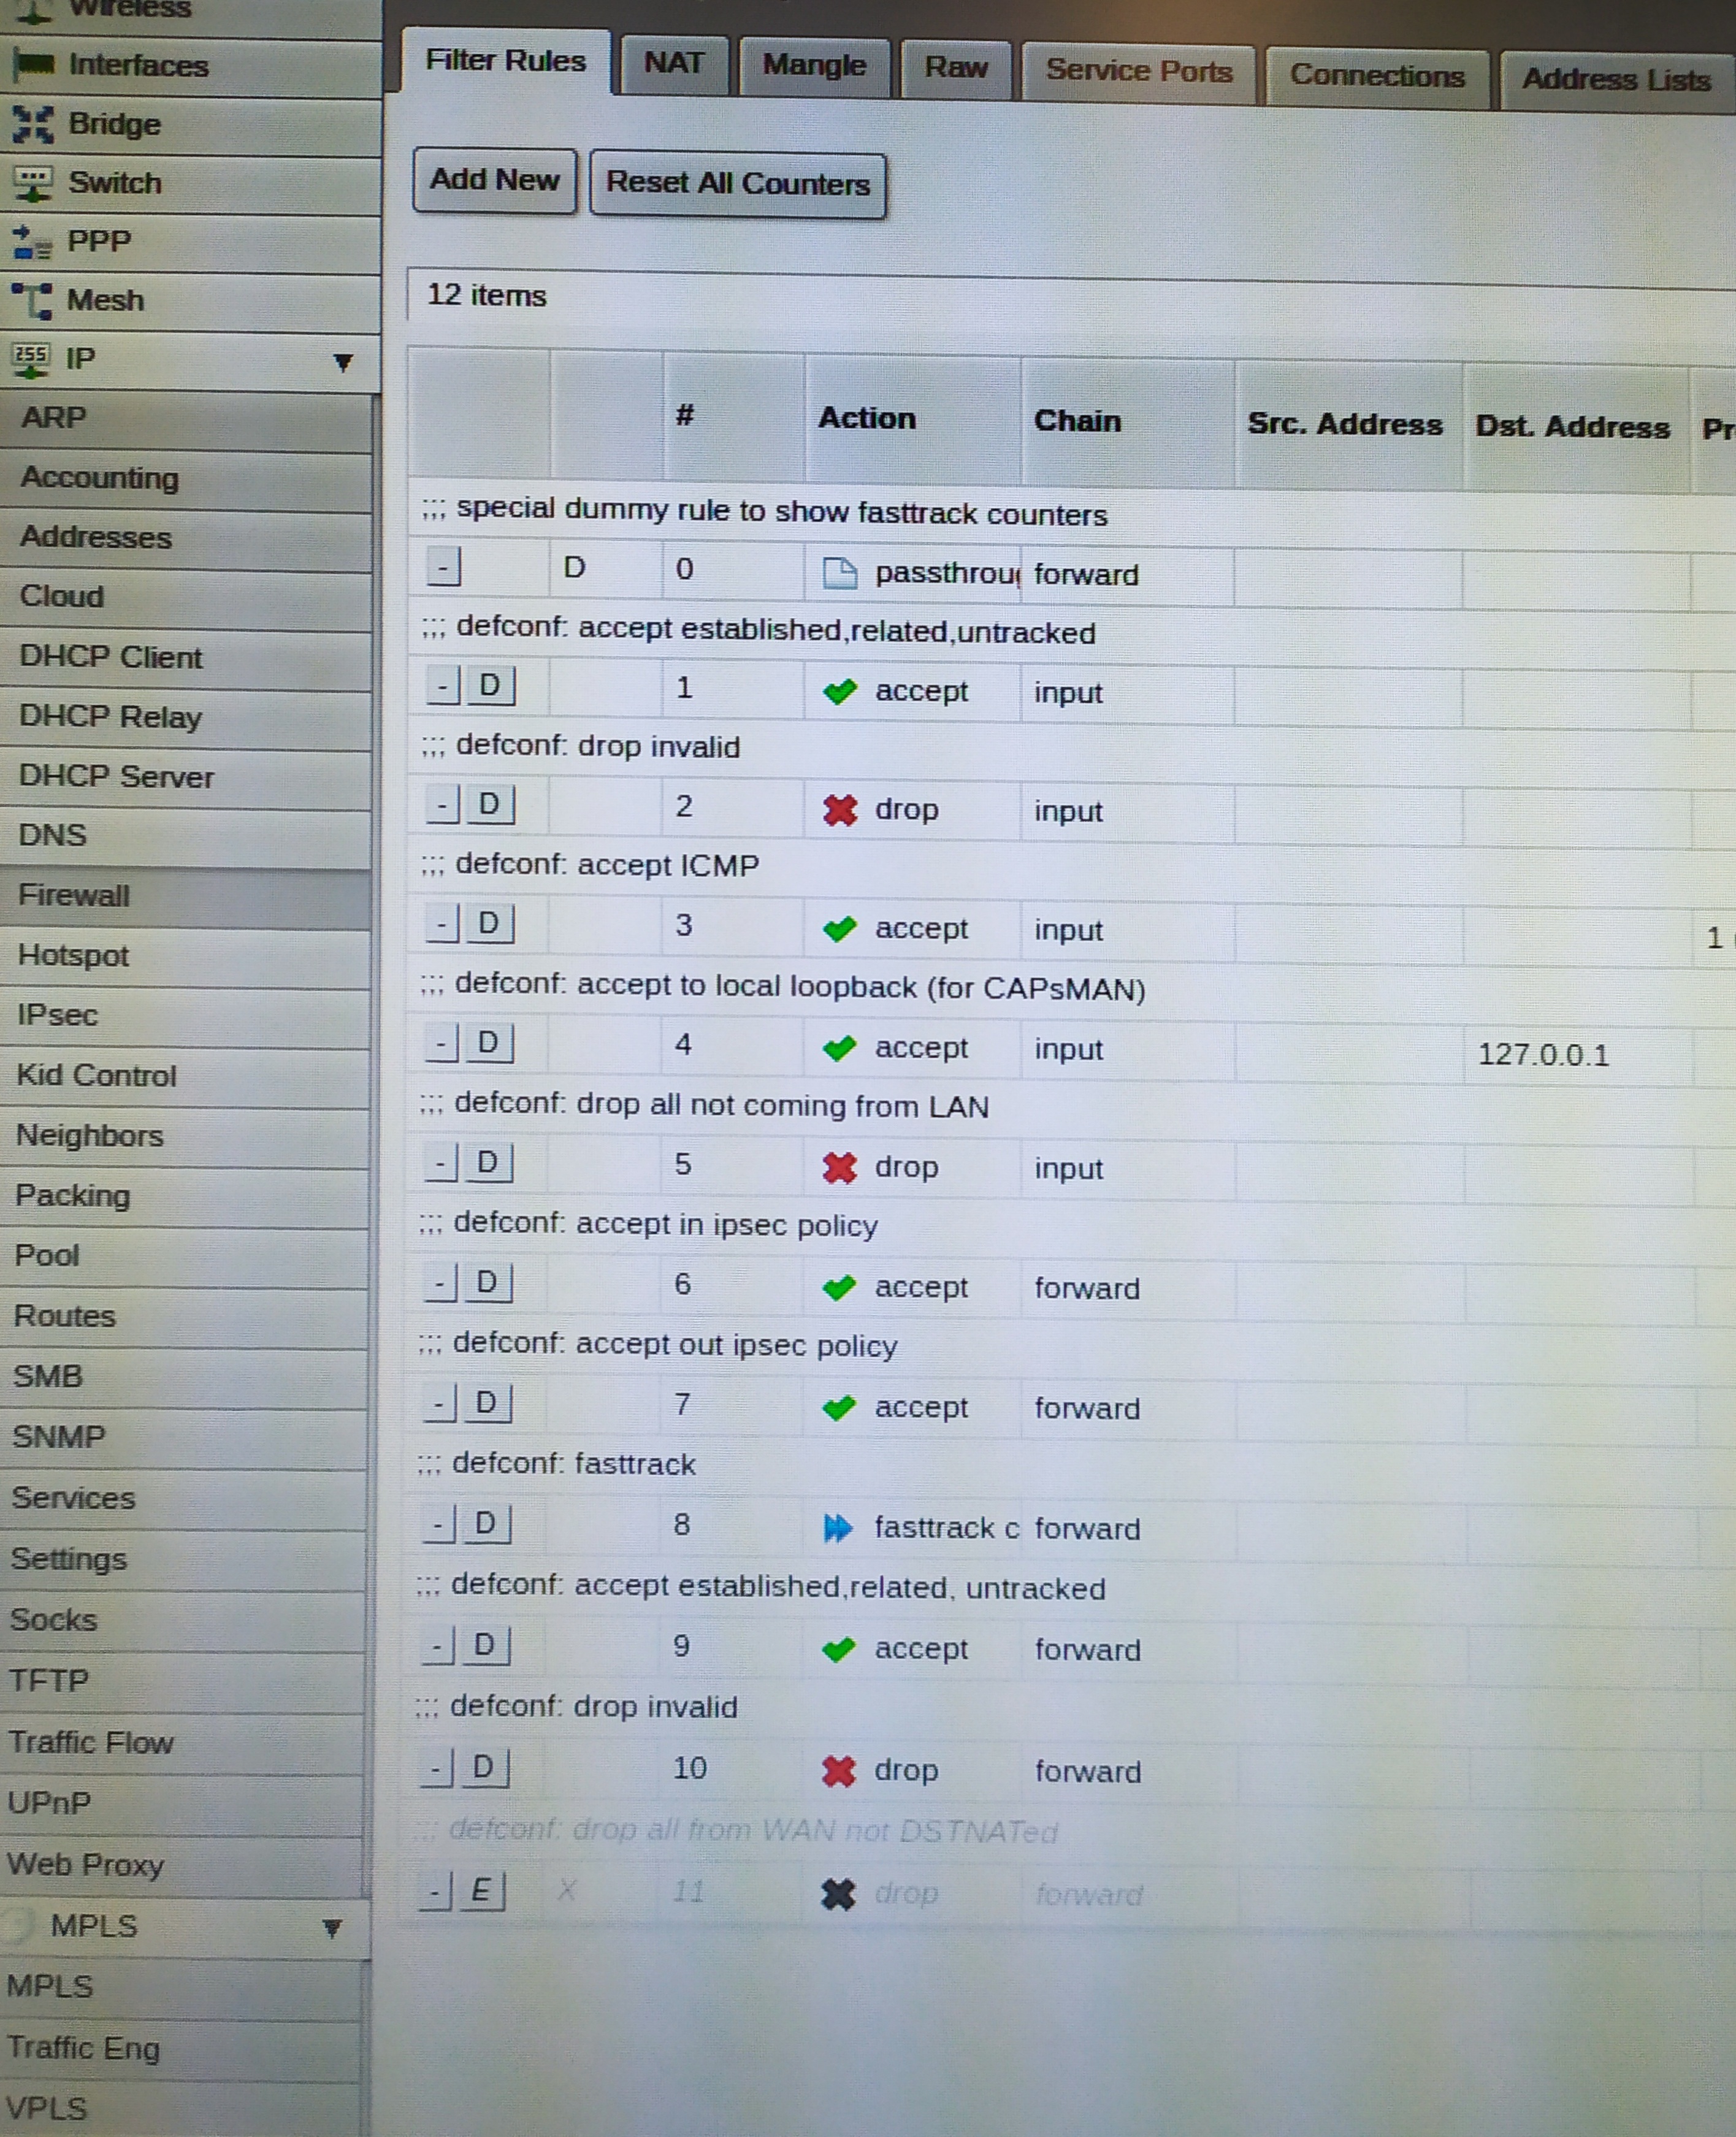 Wireless
Interfaces
Bridge
Switch
PPP
Mesh
255 IP ▼
ARP
Accounting
Addresses
Cloud
DHCP Client
DHCP Relay
DHCP Server
DNS
Firewall
Hotspot
IPsec
Kid Control
Neighbors
Packing
Pool
Routes
SMB
SNMP
Services
Settings
Socks
TFTP
Traffic Flow
UPnP
Web Proxy
MPLS ▼
MPLS
Traffic Eng
VPLS
Filter Rules NAT Mangle Raw Service Ports Connections Address Lists
Add New Reset All Counters
12 items
# Action Chain Src. Address Dst. Address Pr
;;; special dummy rule to show fasttrack counters
- D 0 passthrou forward
;;; defconf: accept established,related,untracked
- D 1 accept input
;;; defconf: drop invalid
- D 2 drop input
;;; defconf: accept ICMP
- D 3 accept input 1
;;; defconf: accept to local loopback (for CAPsMAN)
- D 4 accept input 127.0.0.1
;;; defconf: drop all not coming from LAN
- D 5 drop input
;;; defconf: accept in ipsec policy
- D 6 accept forward
;;; defconf: accept out ipsec policy
- D 7 accept forward
;;; defconf: fasttrack
- D 8 fasttrack c forward
;;; defconf: accept established,related, untracked
- D 9 accept forward
;;; defconf: drop invalid
- D 10 drop forward
;;; defconf: drop all from WAN not DSTNATed
- E X 11 drop forward